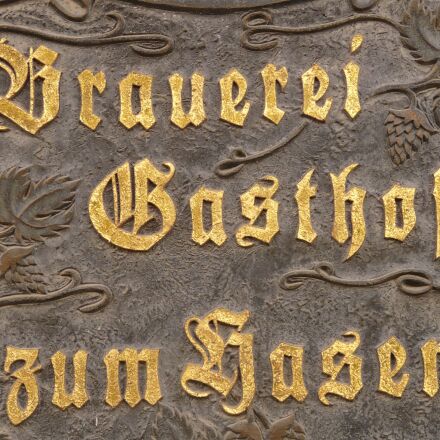 Brauerei
Gasthof
zum Hasen